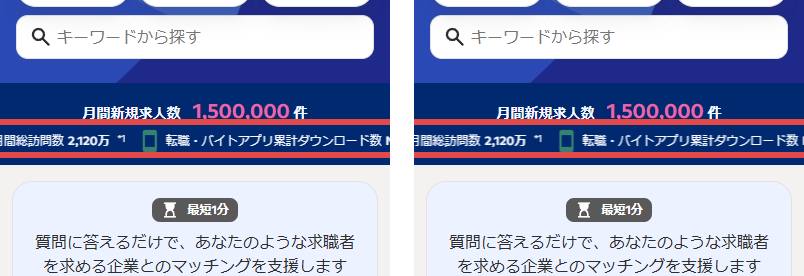 キーワードから探す
月間新規求人数 1,500,000 件
月間総訪問数 2,120万 *1 転職・バイトアプリ累計ダウンロード数
最短1分
質問に答えるだけで、あなたのような求職者
を求める企業とのマッチングを支援します
キーワードから探す
月間新規求人数 1,500,000 件
月間総訪問数 2,120万 *1 転職・バイトアプリ累計ダウンロード数
最短1分
質問に答えるだけで、あなたのような求職者
を求める企業とのマッチングを支援します